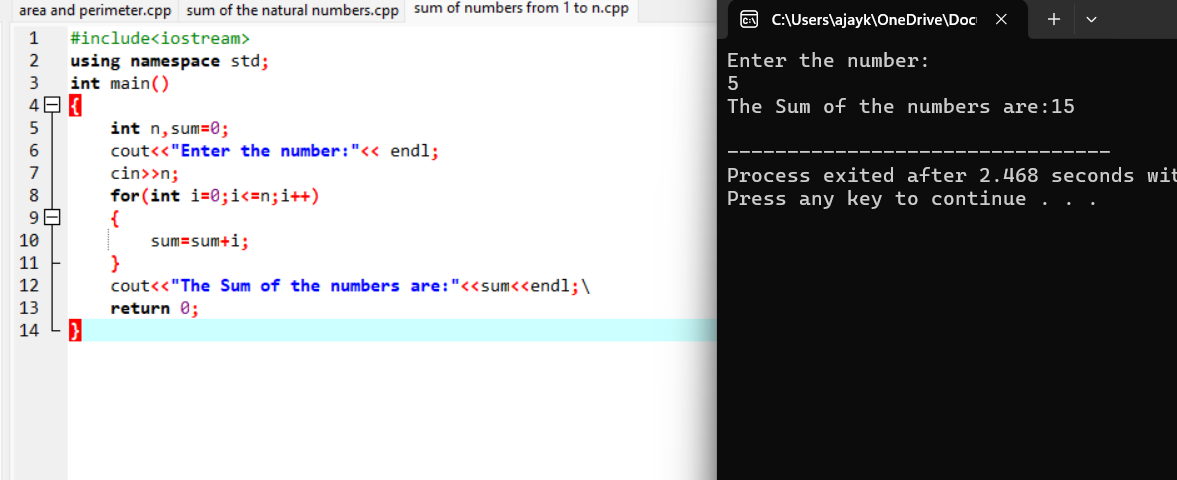 area and perimeter.cpp sum of the natural numbers.cpp sum of numbers from 1 to n.cpp
1 #include<iostream>
2 using namespace std;
3 int main()
4 {
5 int n,sum=0;
6 cout<<"Enter the number:"<< endl;
7 cin>>n;
8 for(int i=0;i<=n;i++)
9 {
10 sum=sum+i;
11 }
12 cout<<"The Sum of the numbers are:"<<sum<<endl;\
13 return 0;
14 }
C:\Users\ajayk\OneDrive\Doc
Enter the number:
5
The Sum of the numbers are:15
--------------------------------
Process exited after 2.468 seconds wit
Press any key to continue . . .